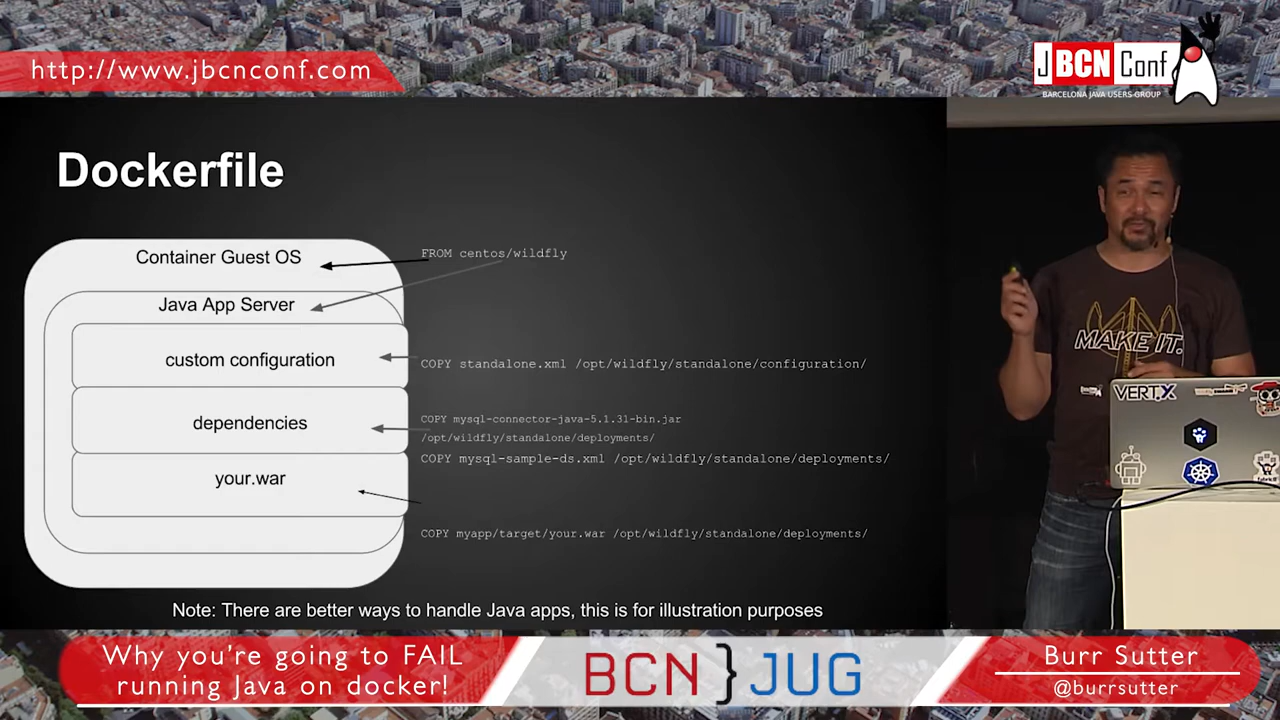 http://www.jbcnconf.com
JBCN Conf
BARCELONA JAVA USERS GROUP
Dockerfile
Container Guest OS
FROM centos/wildfly
Java App Server
custom configuration
COPY standalone.xml /opt/wildfly/standalone/configuration/
dependencies
COPY mysql-connector-java-5.1.31-bin.jar
/opt/wildfly/standalone/deployments/
COPY mysql-sample-ds.xml /opt/wildfly/standalone/deployments/
your.war
COPY myapp/target/your.war /opt/wildfly/standalone/deployments/
Note: There are better ways to handle Java apps, this is for illustration purposes
MAKE IT.
VERT.X
Why you're going to FAIL
running Java on docker!
BCN}JUG
Burr Sutter
@burrsutter